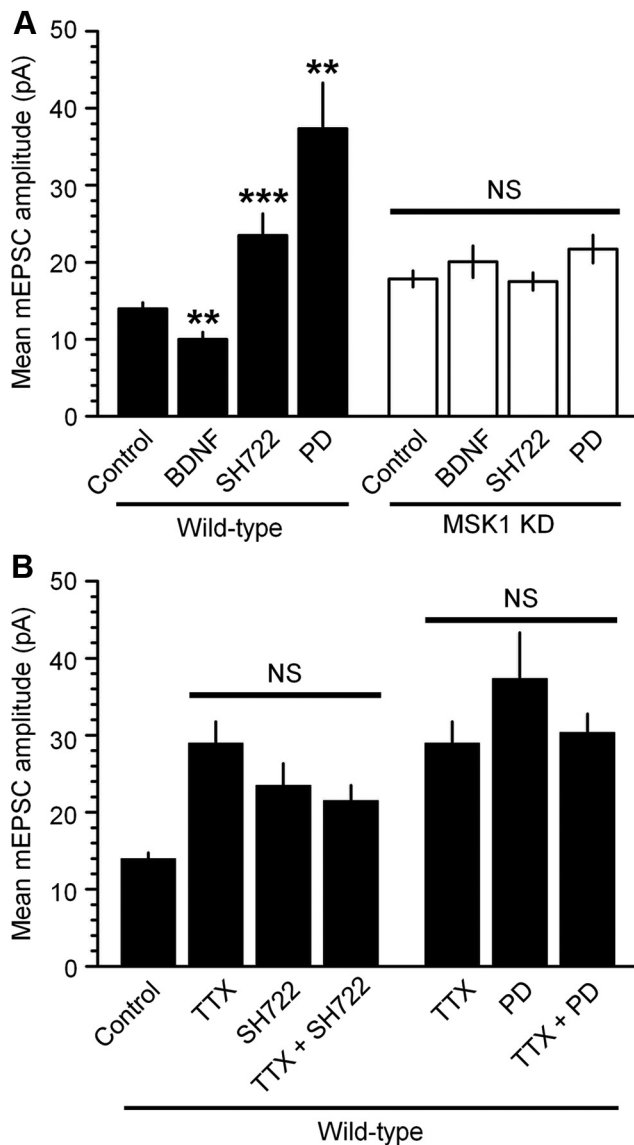 A
Mean mEPSC amplitude (pA)
50
40
30
20
10
0
**
***
**
NS
Control
BDNF
SH722
PD
Control
BDNF
SH722
PD
Wild-type
MSK1 KD
B
Mean mEPSC amplitude (pA)
50
40
30
20
10
0
NS
NS
Control
TTX
SH722
TTX + SH722
TTX
PD
TTX + PD
Wild-type